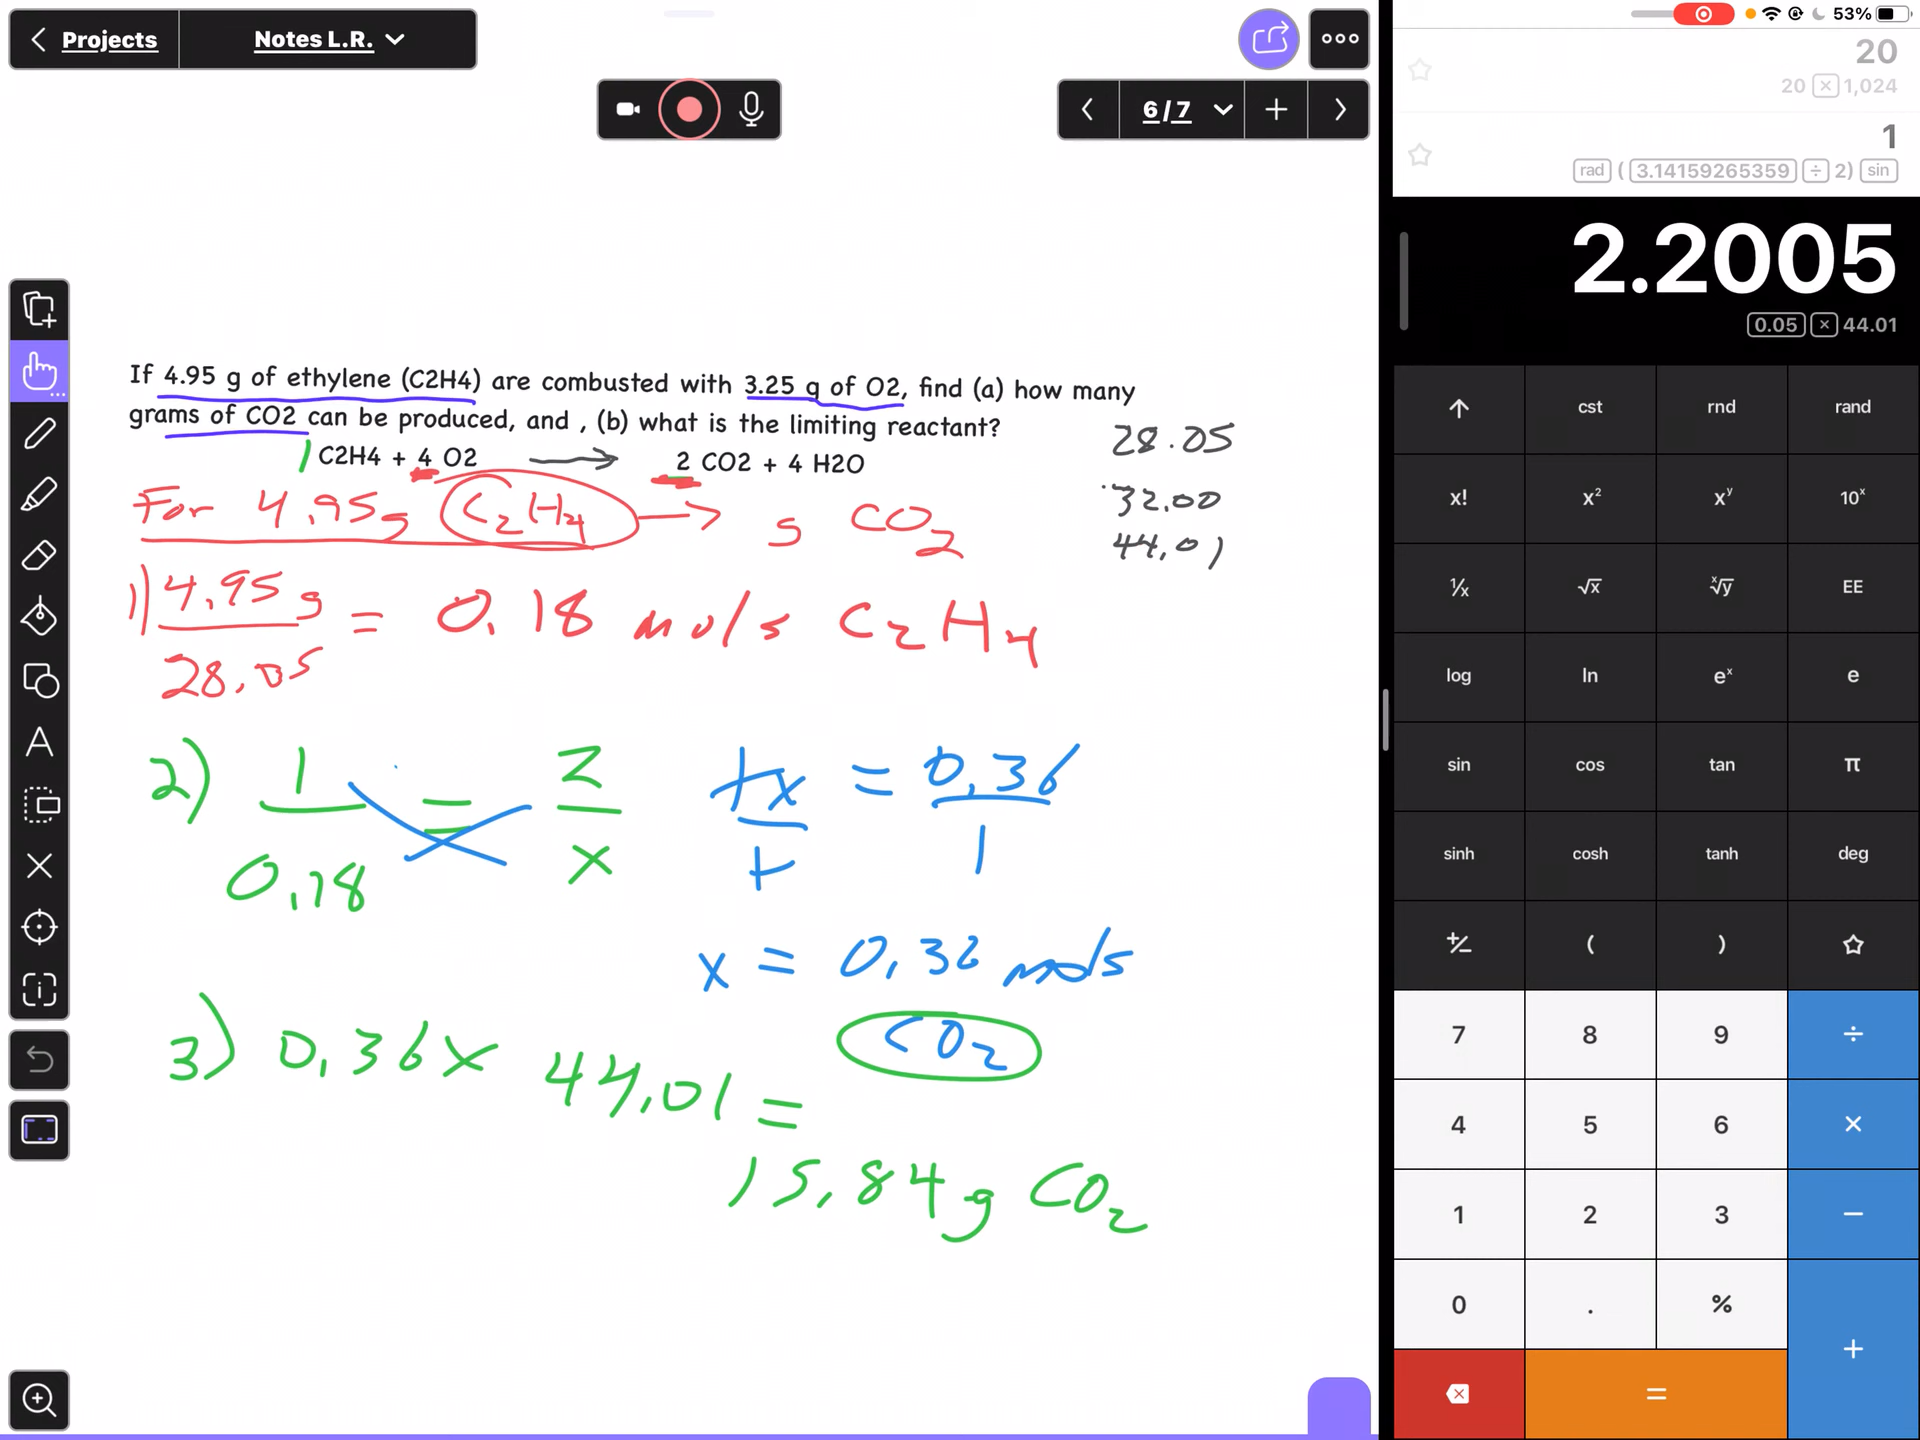 Projects
Notes L.R.
6/7
53%
If 4.95 g of ethylene (C2H4) are combusted with 3.25 g of O2, find (a) how many
grams of CO2 can be produced, and , (b) what is the limiting reactant?
1 C2H4 + 4 O2 → 2 CO2 + 4 H2O
28.05
32.00
44.01
For 4.95g C2H4 → g CO2
1) 4.95 g = 0.18 mols C2H4
28.05
2) 1 = 2
0.18 x
1x = 0.36
1 1
x = 0.36 mols
CO2
3) 0.36 x 44.01 =
15.84 g CO2
20
20 × 1,024
1
rad ( 3.14159265359 ÷ 2) sin
2.2005
0.05 × 44.01
↑ cst rnd rand
x! x² xʸ 10ˣ
¹/x √x ˣ√y EE
log ln eˣ e
sin cos tan π
sinh cosh tanh deg
+/− ( ) ☆
7 8 9 ÷
4 5 6 ×
1 2 3 −
0 . % +
=